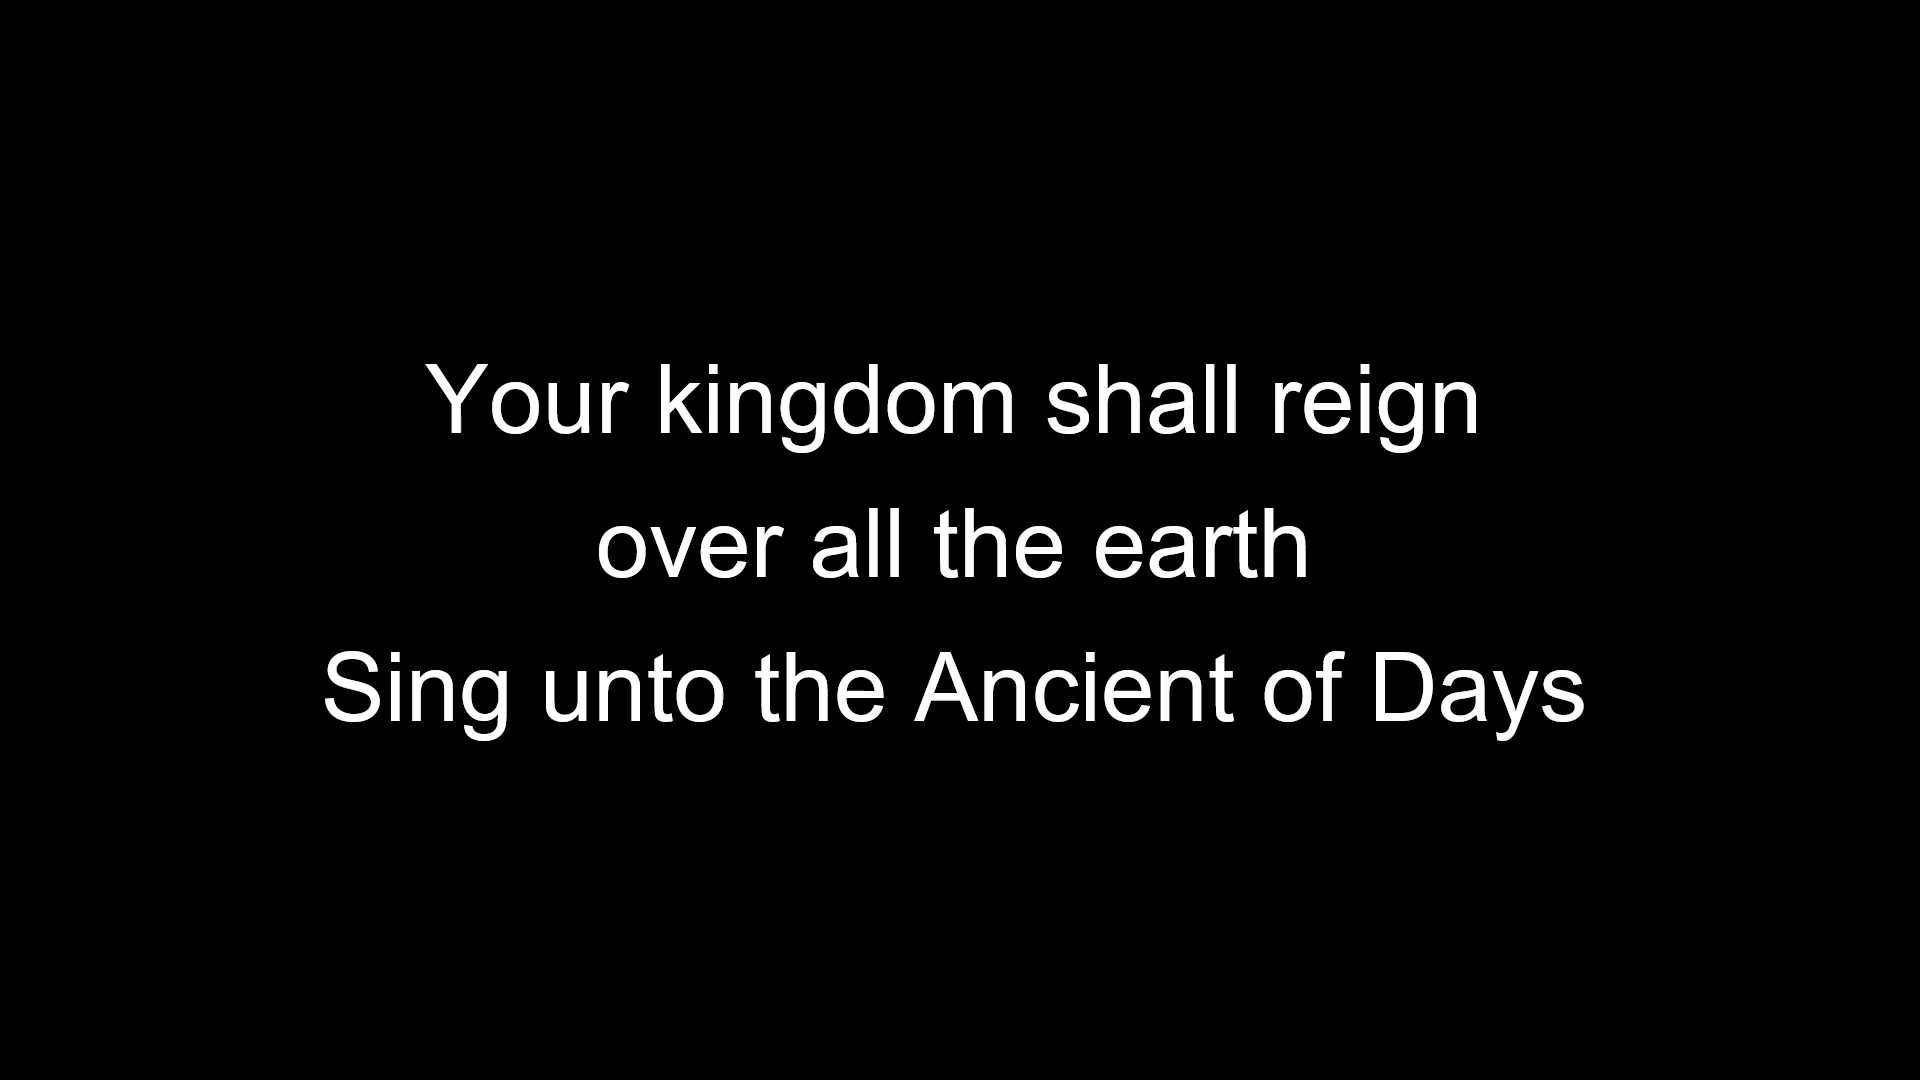 Your kingdom shall reign
over all the earth
Sing unto the Ancient of Days